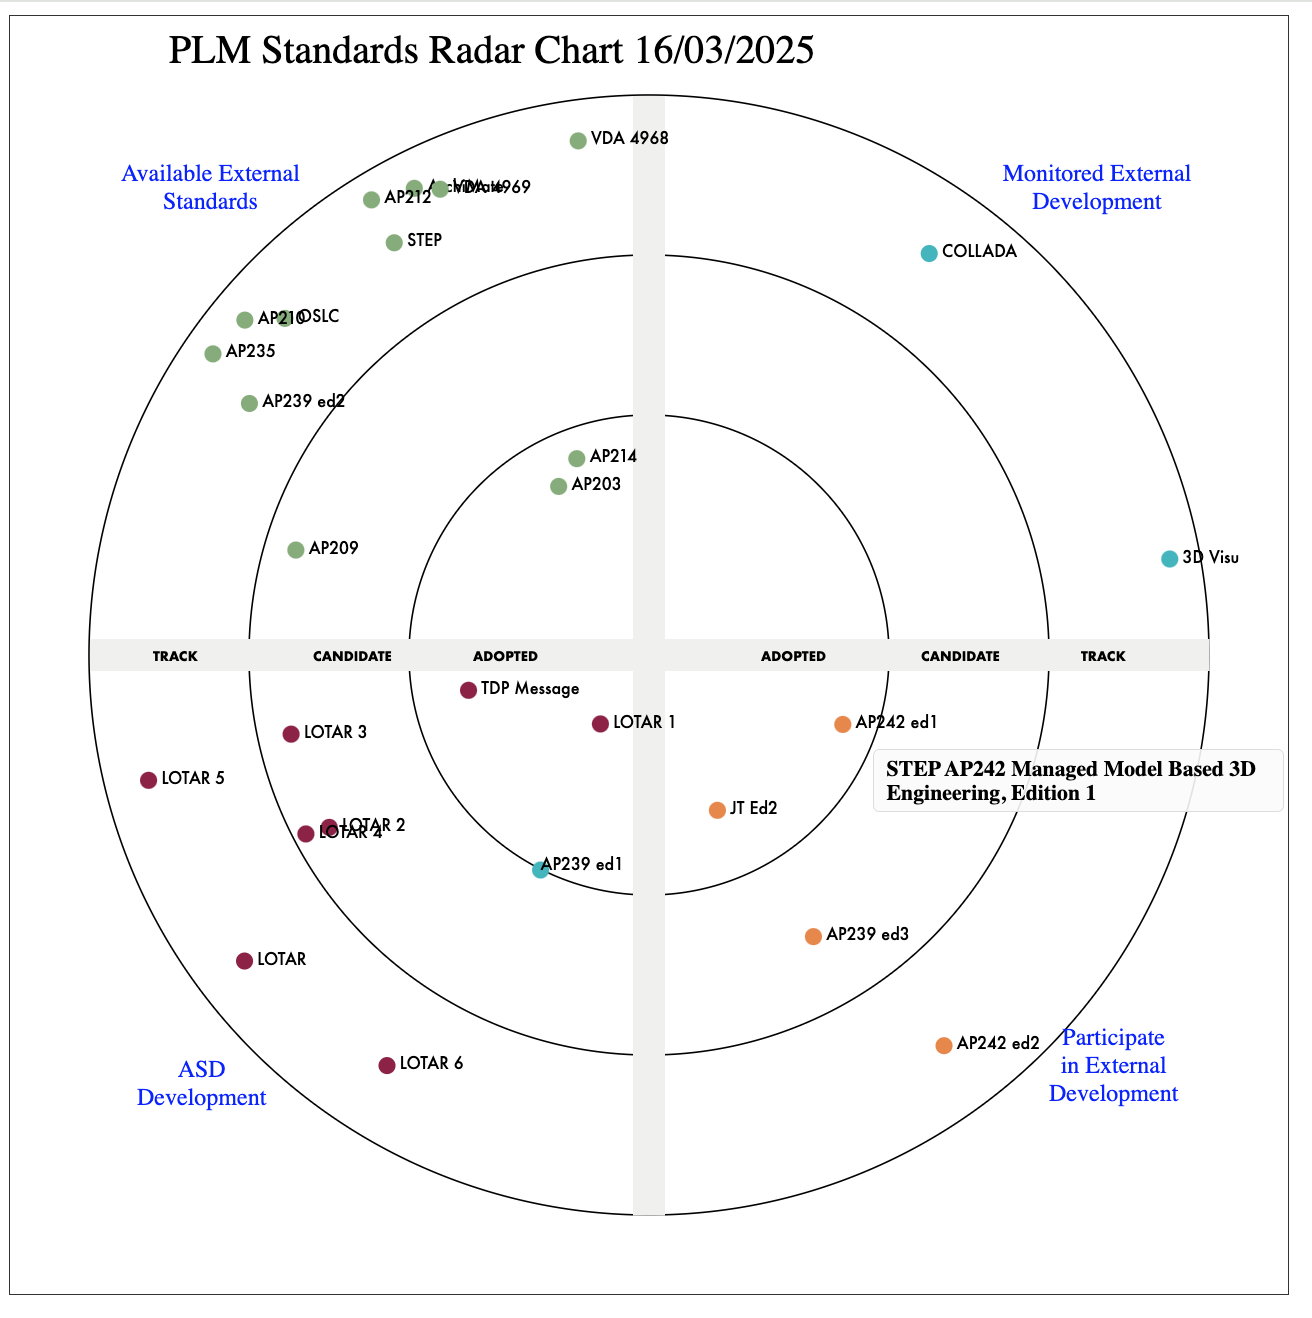 PLM Standards Radar Chart 16/03/2025
VDA 4968
Available External
Standards
Monitored External
Development
VDA 4969
AP212
STEP
COLLADA
AP210
OSLC
AP235
AP239 ed2
AP214
AP203
AP209
3D Visu
TRACK CANDIDATE ADOPTED ADOPTED CANDIDATE TRACK
TDP Message
LOTAR 1
AP242 ed1
LOTAR 3
STEP AP242 Managed Model Based 3D
Engineering, Edition 1
LOTAR 5
JT Ed2
LOTAR 2
LOTAR 4
AP239 ed1
AP239 ed3
LOTAR
AP242 ed2
Participate
in External
Development
LOTAR 6
ASD
Development